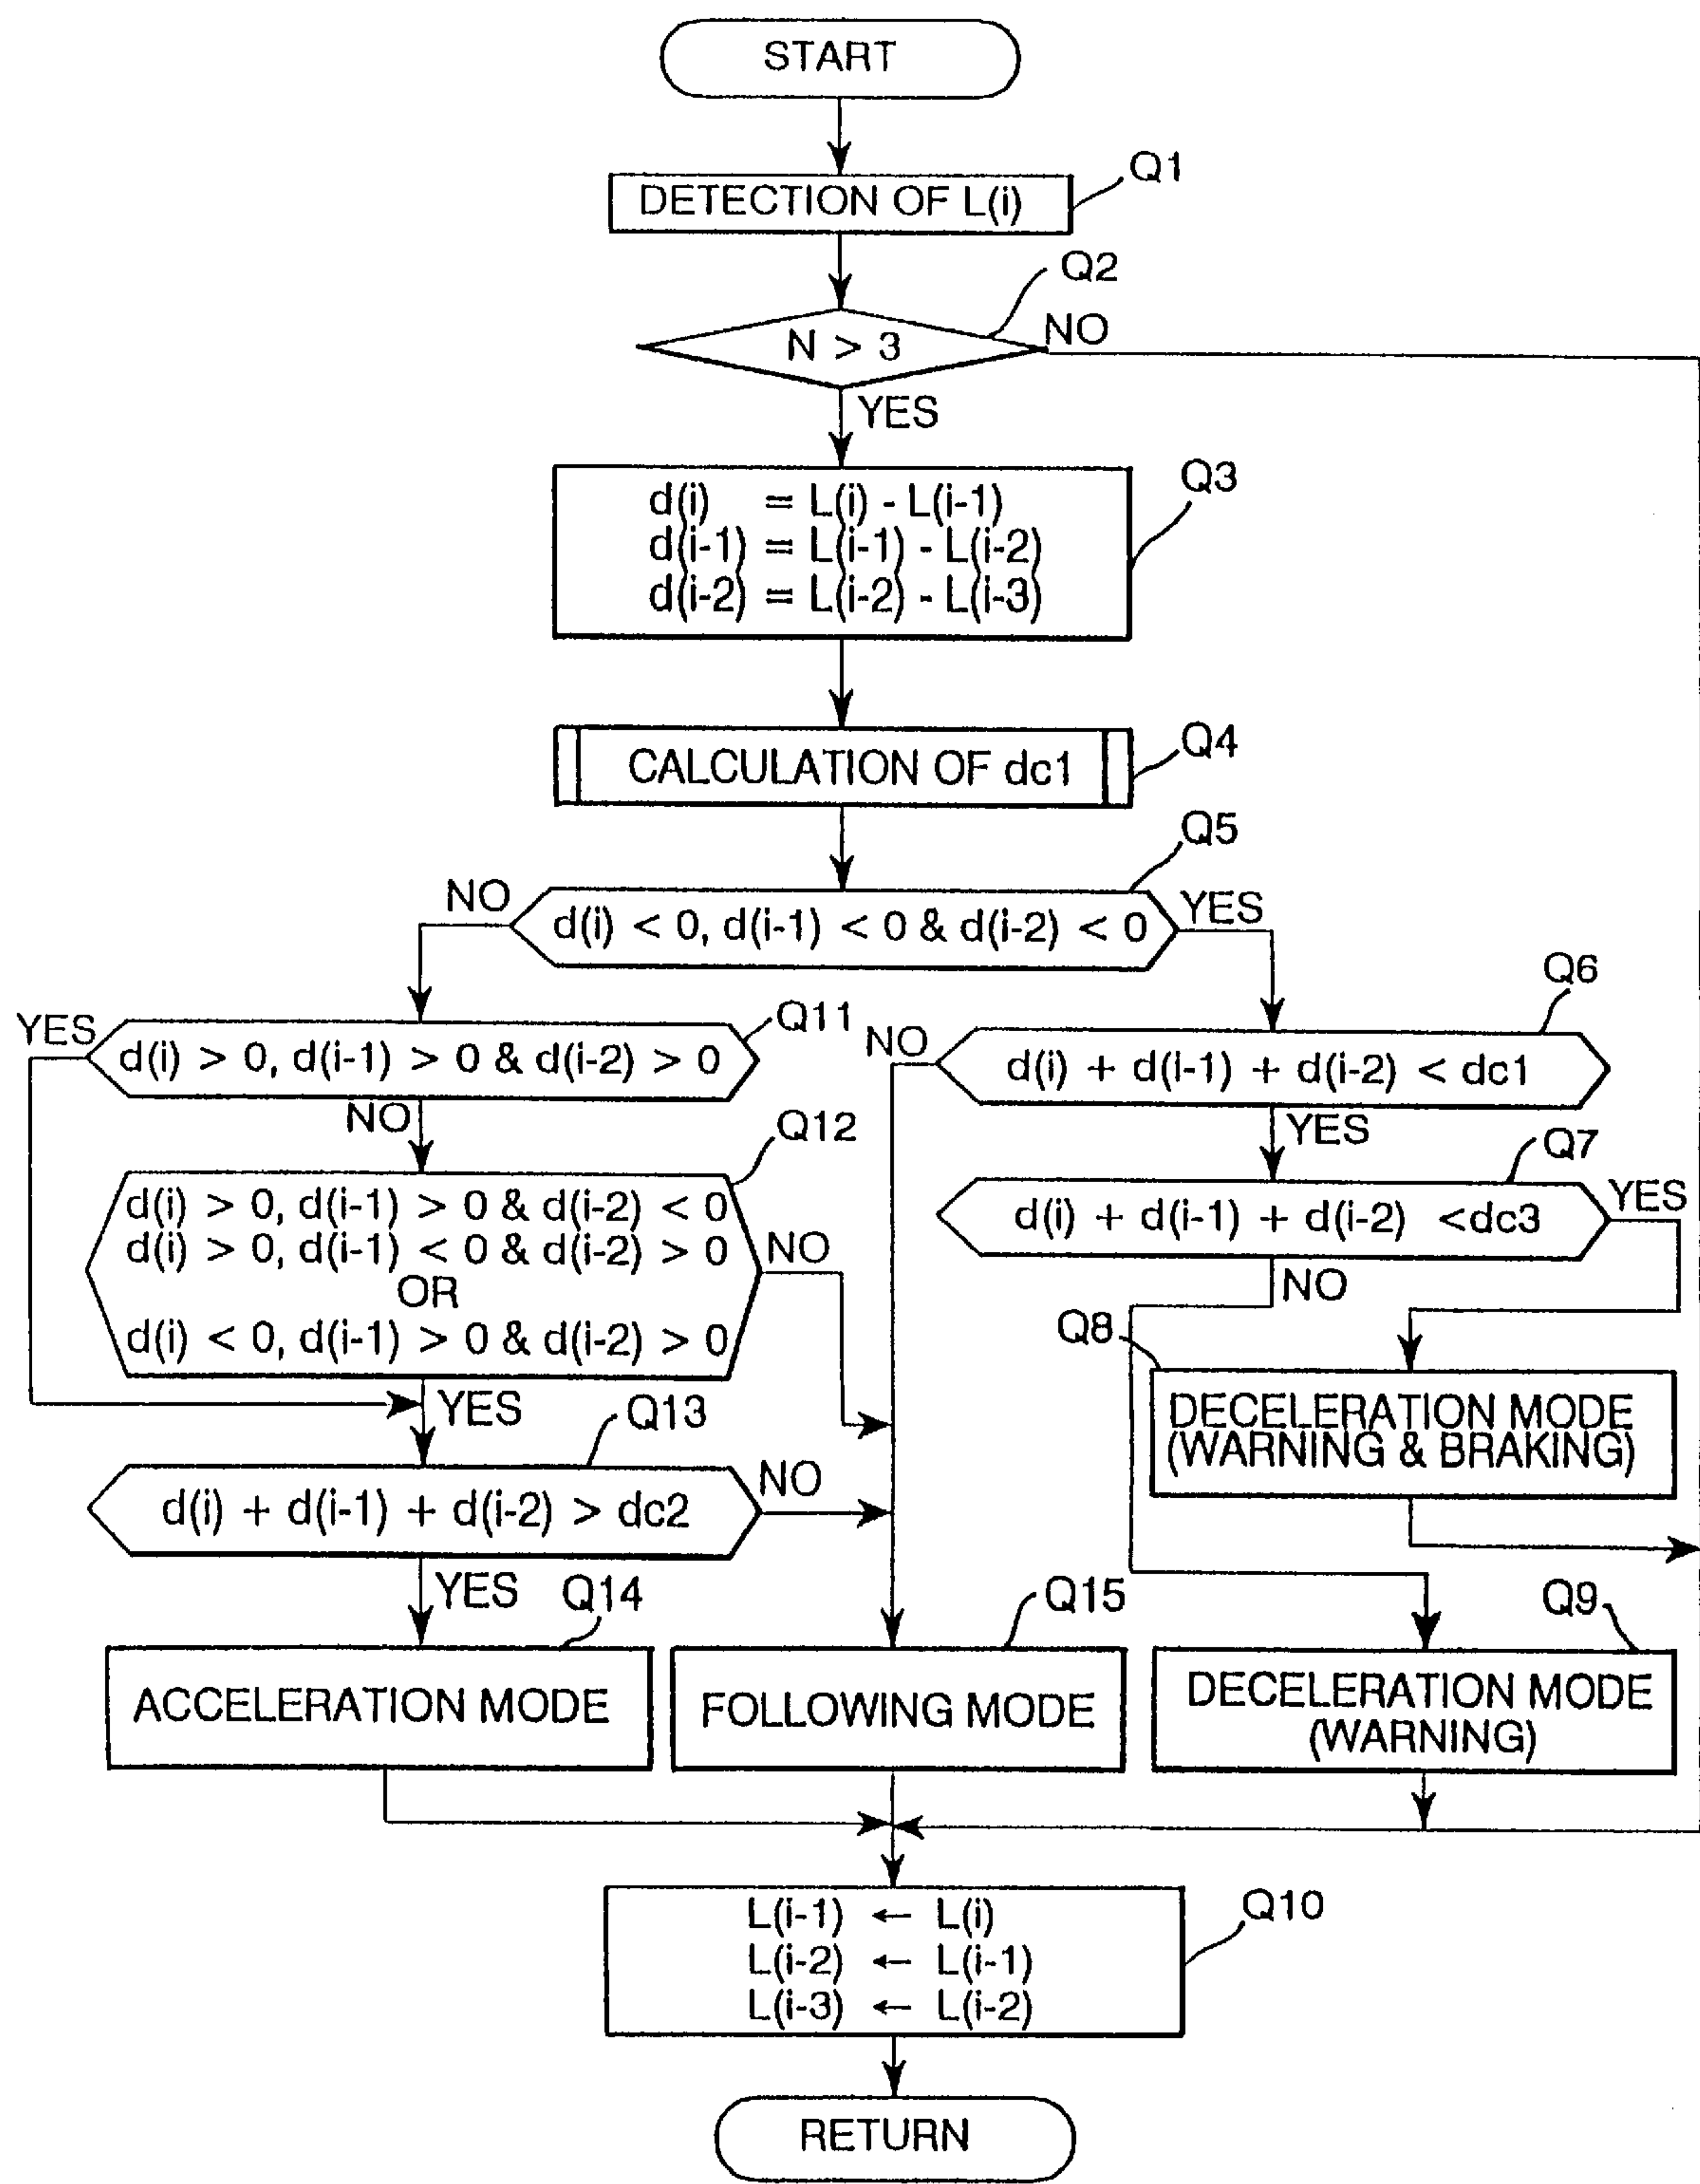 START
Q1
DETECTION OF L(i)
Q2
N > 3
NO
YES
Q3
d(i) = L(i) - L(i-1)
d(i-1) = L(i-1) - L(i-2)
d(i-2) = L(i-2) - L(i-3)
Q4
CALCULATION OF dc1
Q5
NO
d(i) < 0, d(i-1) < 0 & d(i-2) < 0
YES
Q6
YES
d(i) > 0, d(i-1) > 0 & d(i-2) > 0
Q11
NO
d(i) + d(i-1) + d(i-2) < dc1
NO
Q12
YES
Q7
d(i) > 0, d(i-1) > 0 & d(i-2) < 0
d(i) > 0, d(i-1) < 0 & d(i-2) > 0
OR
d(i) < 0, d(i-1) > 0 & d(i-2) > 0
NO
d(i) + d(i-1) + d(i-2) <dc3
YES
NO
Q8
DECELERATION MODE
(WARNING & BRAKING)
YES
Q13
d(i) + d(i-1) + d(i-2) > dc2
NO
YES
Q14
Q15
Q9
ACCELERATION MODE
FOLLOWING MODE
DECELERATION MODE
(WARNING)
L(i-1) ← L(i)
L(i-2) ← L(i-1)
L(i-3) ← L(i-2)
Q10
RETURN